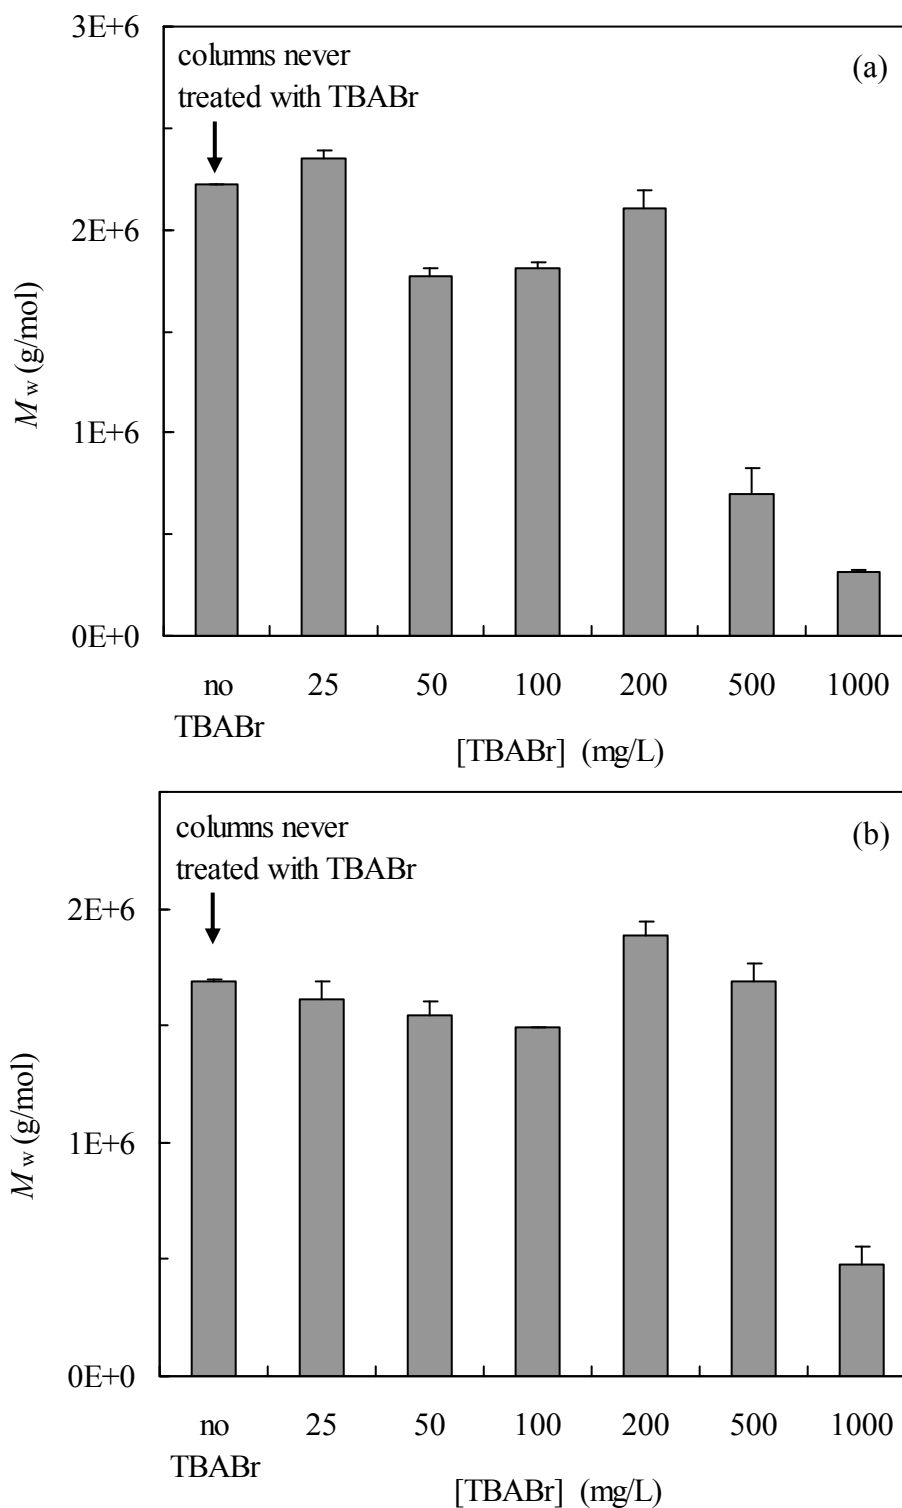 3E+6
columns never
treated with TBABr
(a)
2E+6
1E+6
0E+0
M w (g/mol)
no 25 50 100 200 500 1000
TBABr
[TBABr] (mg/L)
columns never
treated with TBABr
(b)
2E+6
1E+6
0E+0
M w (g/mol)
no 25 50 100 200 500 1000
TBABr
[TBABr] (mg/L)